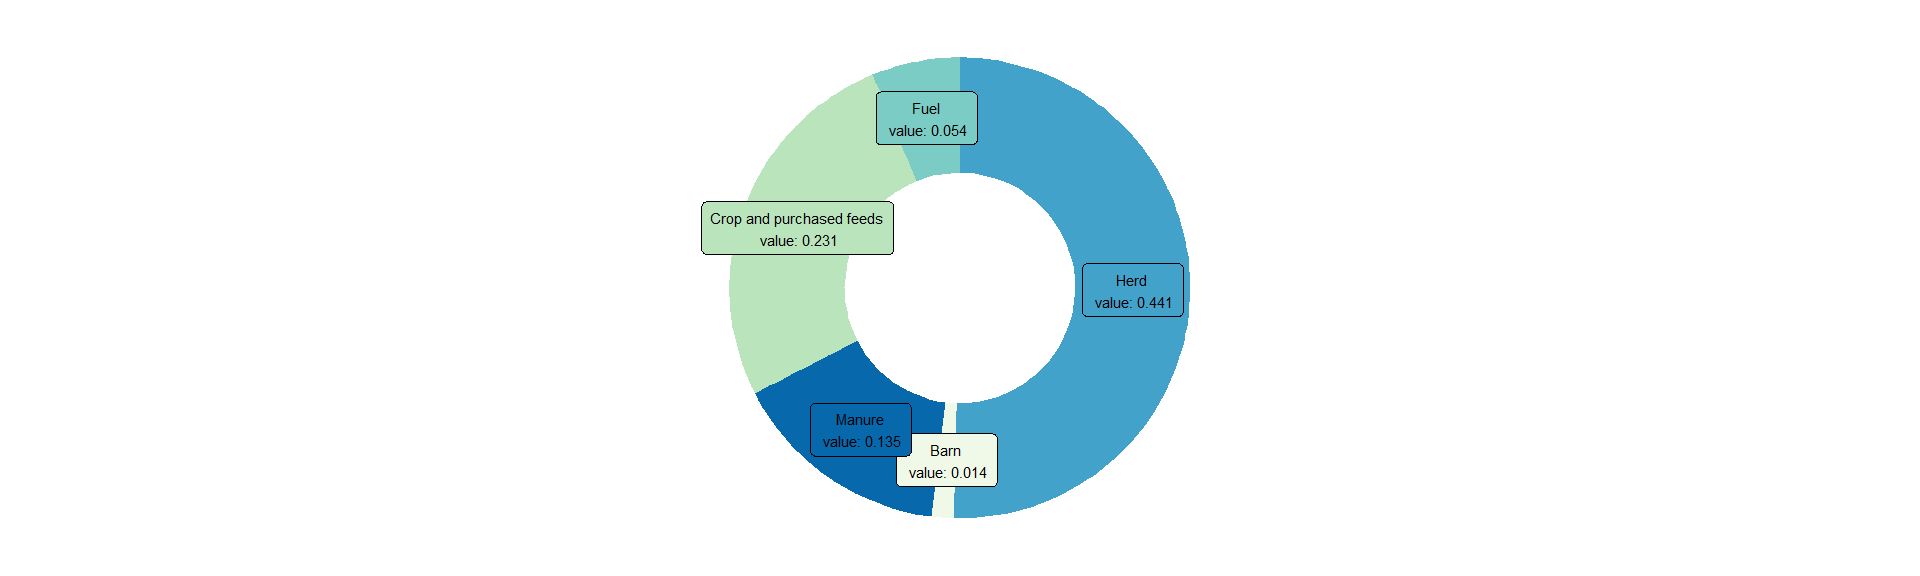 Fuel
value: 0.054
Crop and purchased feeds
value: 0.231
Herd
value: 0.441
Manure
value: 0.135
Barn
value: 0.014